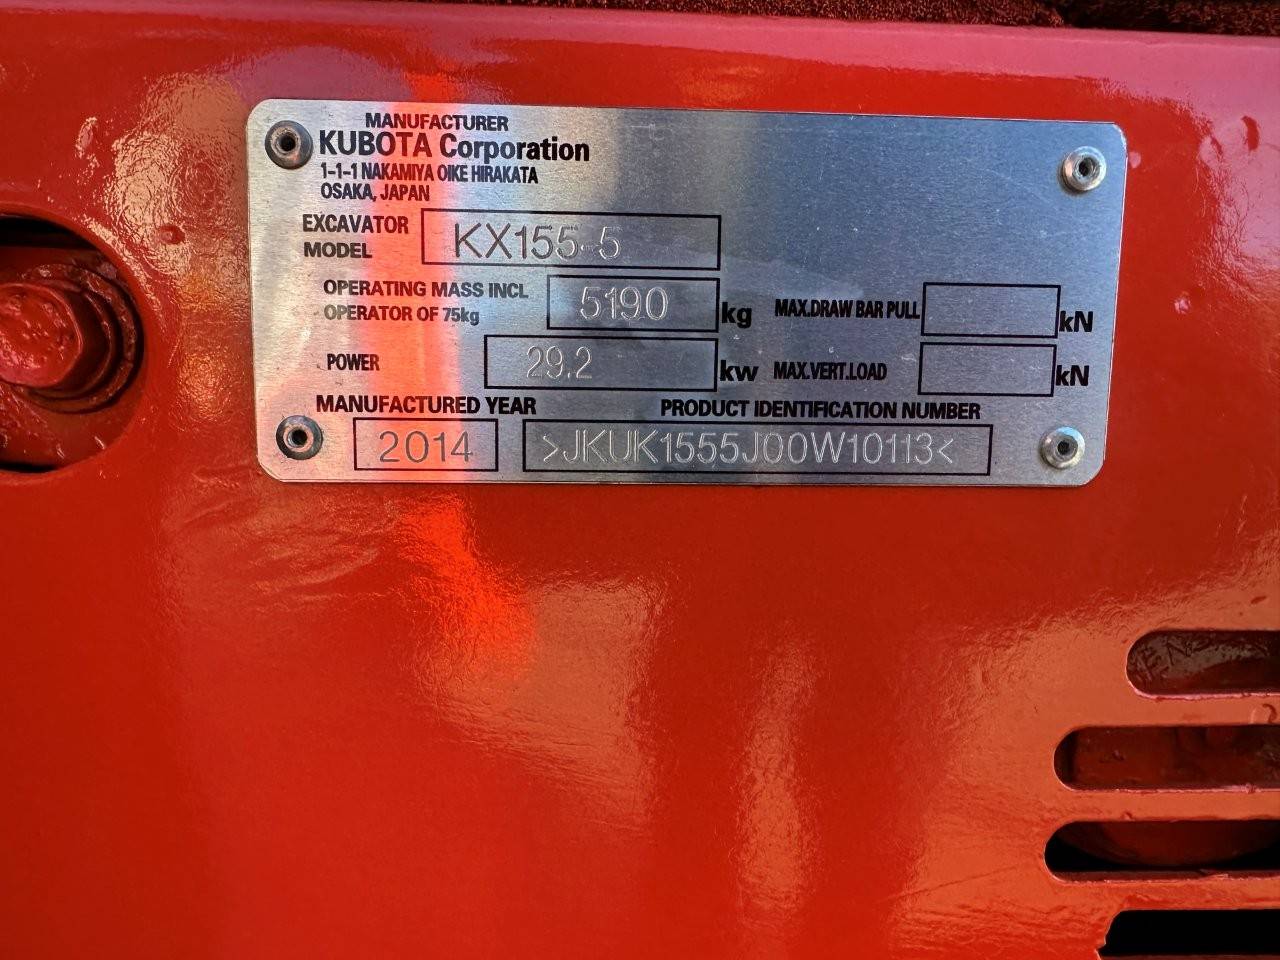 MANUFACTURER
KUBOTA Corporation
1-1-1 NAKAMIYA OIKE HIRAKATA
OSAKA, JAPAN
EXCAVATOR MODEL KX155-5
OPERATING MASS INCL OPERATOR OF 75kg 5190 kg MAX.DRAW BAR PULL kN
POWER 29.2 kw MAX.VERT.LOAD kN
MANUFACTURED YEAR PRODUCT IDENTIFICATION NUMBER
2014 >JKUK1555J00W10113<